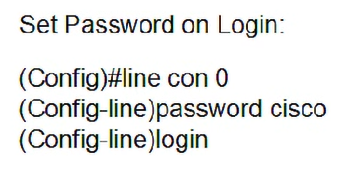 Set Password on Login:
(Config)#line con 0
(Config-line)password cisco
(Config-line)login